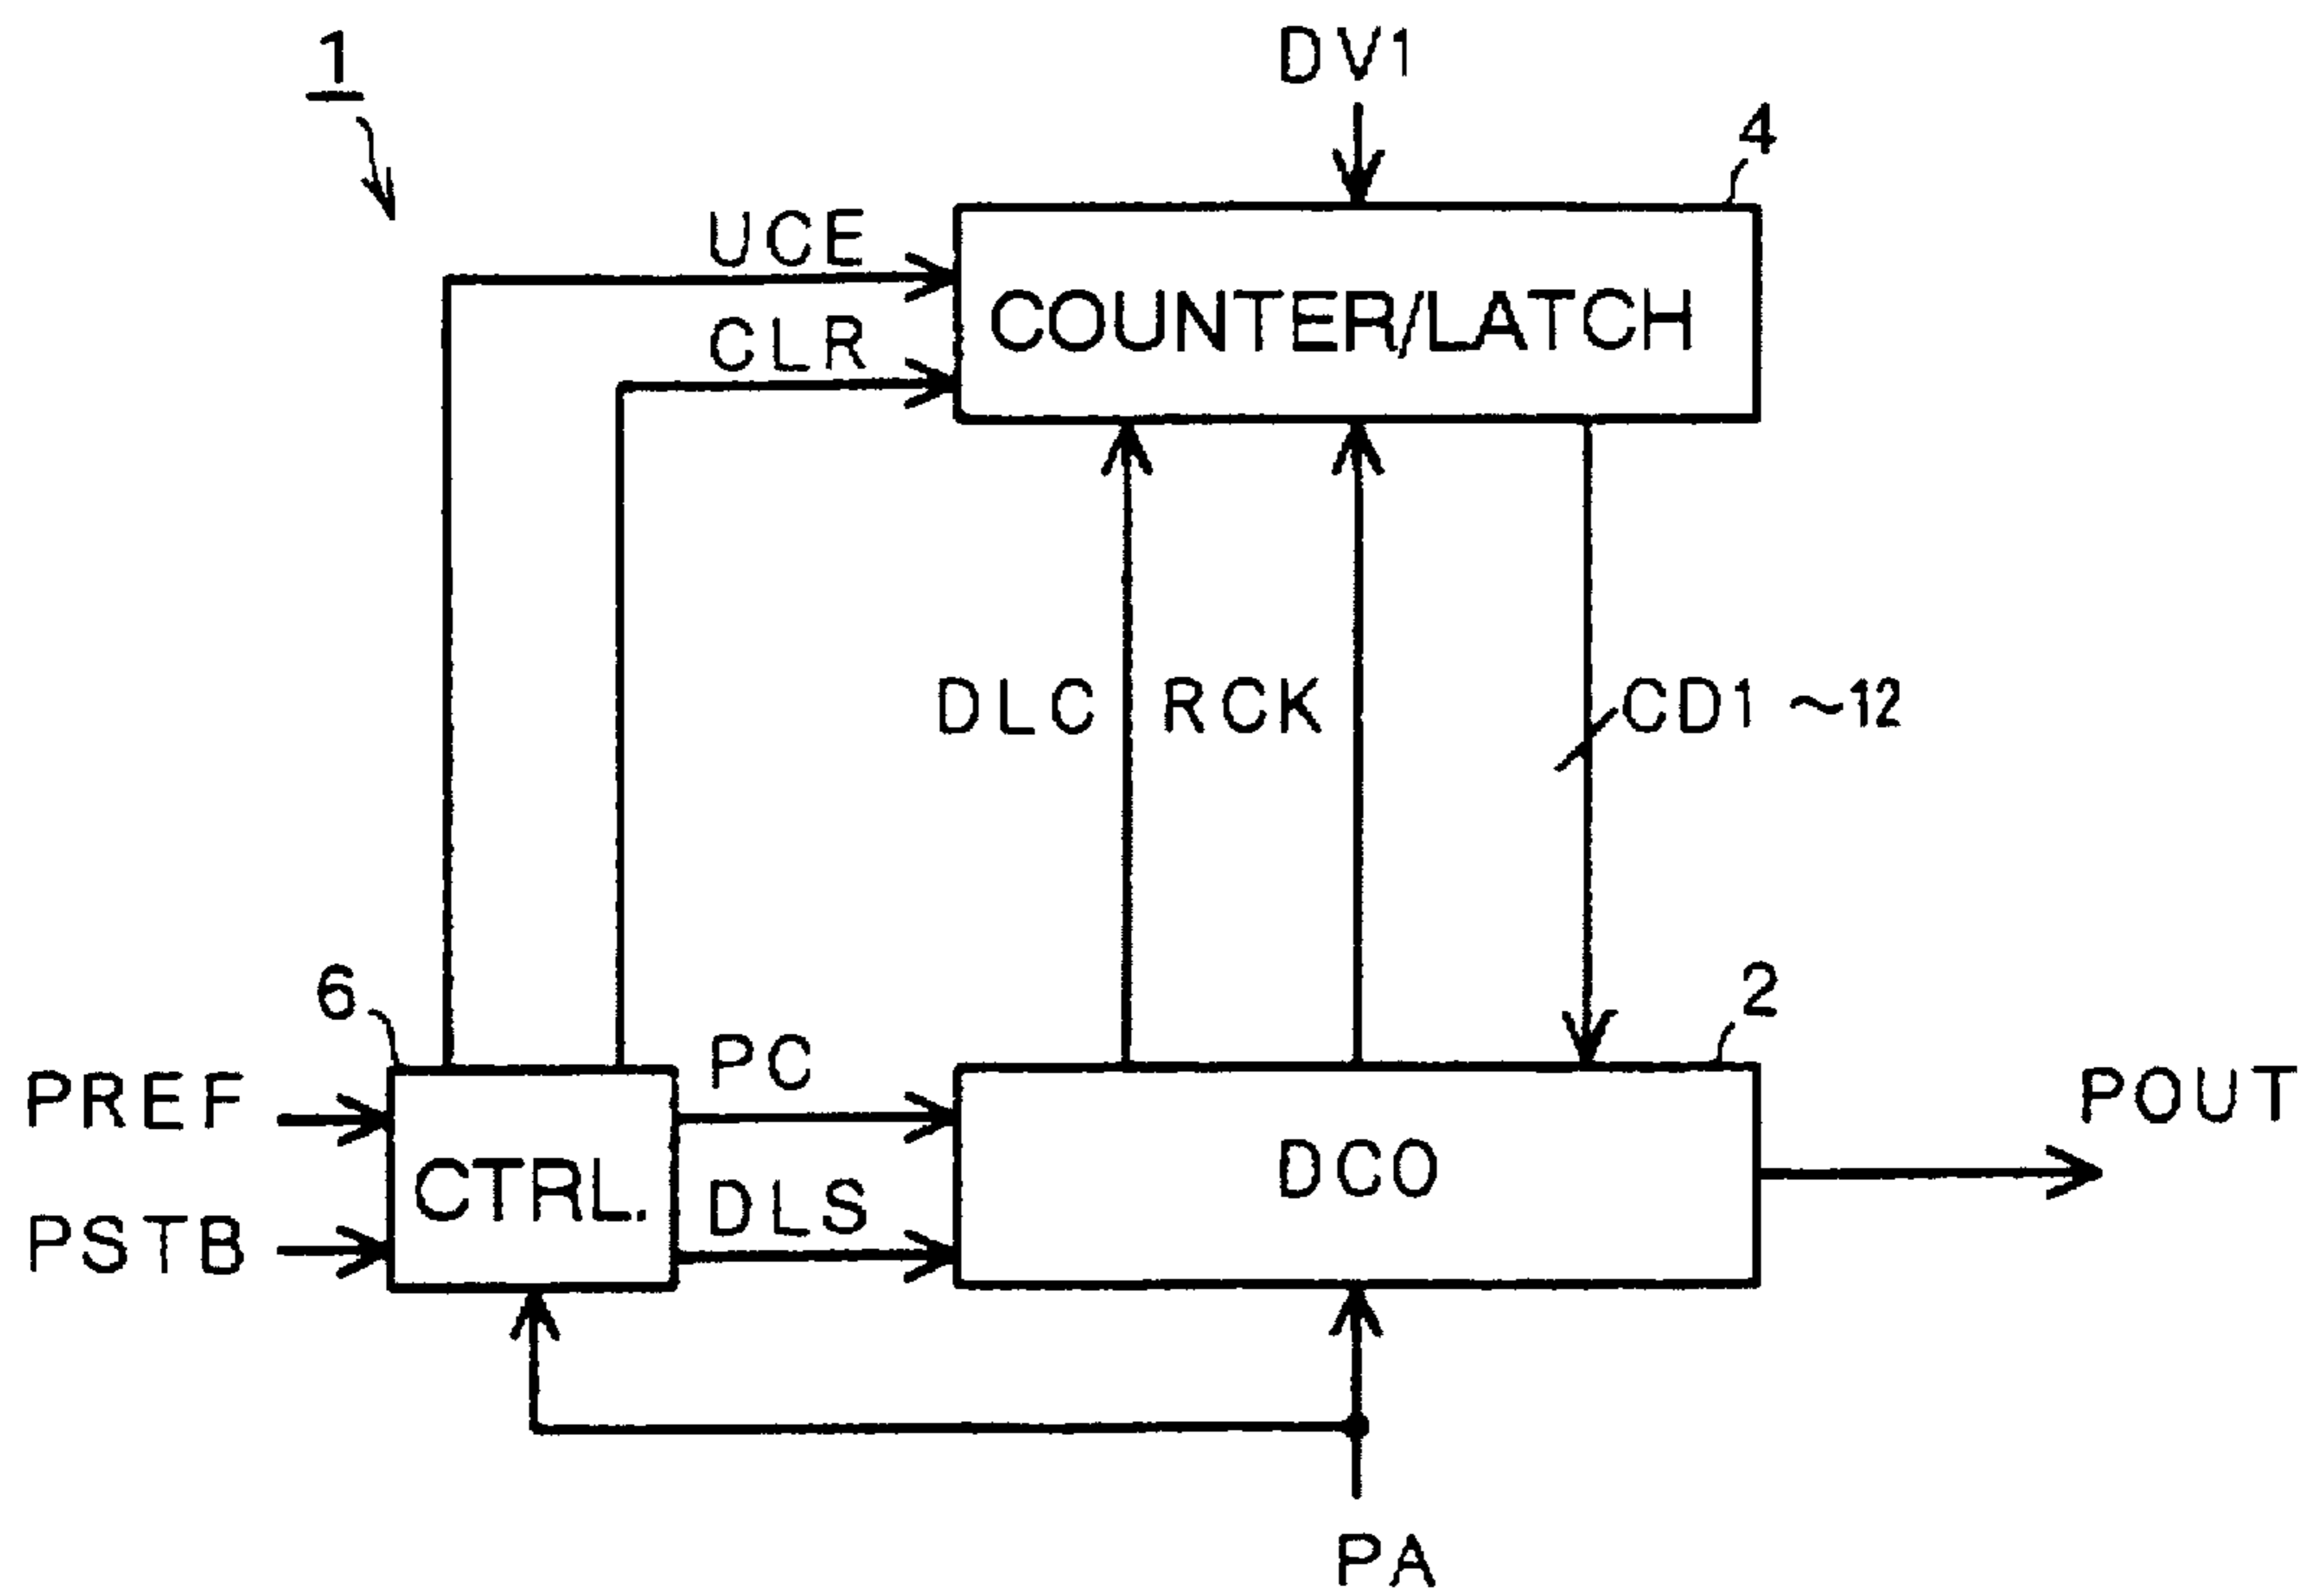 1
DV1
4
UCE
COUNTER/LATCH
CLR
DLC
RCK
CD1 ~12
6
2
PC
PREF
POUT
DCO
CTRL.
DLS
PSTB
PA